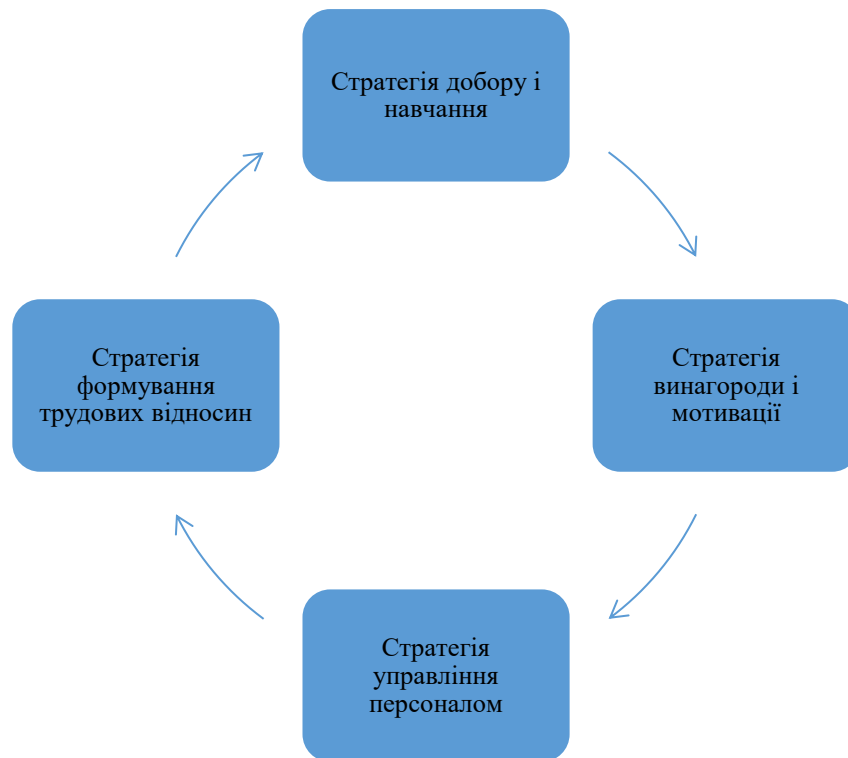 Стратегія добору і
навчання
Стратегія
формування
трудових відносин
Стратегія
винагороди і
мотивації
Стратегія
управління
персоналом